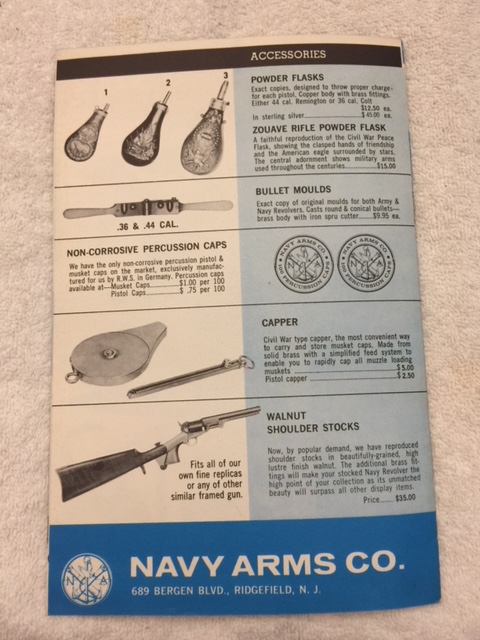 ACCESSORIES
1
2
3
POWDER FLASKS
Exact copies, designed to throw proper charge-
for each pistol. Copper body with brass fittings.
Either 44 cal. Remington or 36 cal. Colt
$12.50 ea.
In sterling silver $45.00 ea.
ZOUAVE RIFLE POWDER FLASK
A faithful reproduction of the Civil War Peace
Flask, showing the clasped hands of friendship
and the American eagle surrounded by stars.
The central adornment shows military arms
used throughout the centuries $15.00
.36 & .44 CAL.
BULLET MOULDS
Exact copy of original moulds for both Army &
Navy Revolvers. Casts round & conical bullets—
brass body with iron spru cutter $9.95 ea.
NON-CORROSIVE PERCUSSION CAPS
We have the only non-corrosive percussion pistol &
musket caps on the market, exclusively manufac-
tured for us by R.W.S. in Germany. Percussion caps
available at—Musket Caps $1.00 per 100
Pistol Caps $ .75 per 100
NAVY ARMS CO.
100 PERCUSSION CAPS
NAVY ARMS CO.
100 PERCUSSION CAPS
CAPPER
Civil War type capper, the most convenient way
to carry and store musket caps. Made from
solid brass with a simplified feed system to
enable you to rapidly cap all muzzle loading
muskets $5.00
Pistol capper $2.50
Fits all of our
own fine replicas
or any of other
similar framed gun.
WALNUT
SHOULDER STOCKS
Now, by popular demand, we have reproduced
shoulder stocks in beautifully-grained, high
lustre finish walnut. The additional brass fit-
tings will make your stocked Navy Revolver the
high point of your collection as its unmatched
beauty will surpass all other display items.
Price $35.00
NAVY ARMS CO.
689 BERGEN BLVD., RIDGEFIELD, N. J.